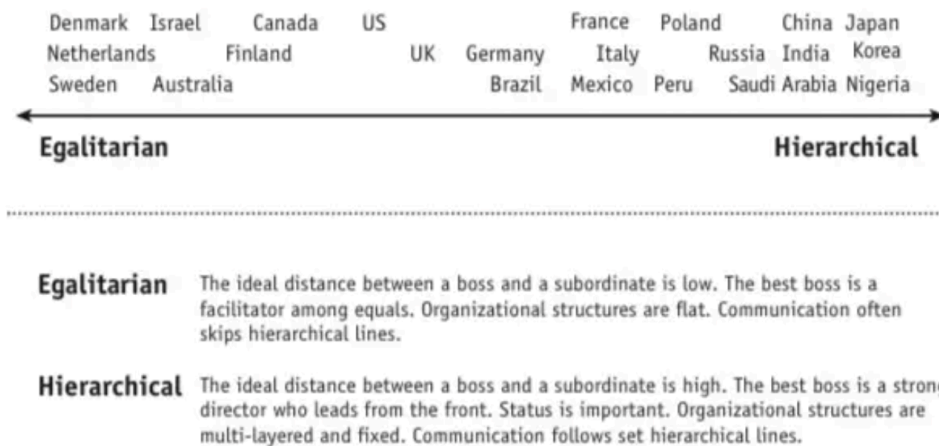 Denmark Israel Canada US France Poland China Japan
Netherlands Finland UK Germany Italy Russia India Korea
Sweden Australia Brazil Mexico Peru Saudi Arabia Nigeria
Egalitarian Hierarchical
Egalitarian The ideal distance between a boss and a subordinate is low. The best boss is a
facilitator among equals. Organizational structures are flat. Communication often
skips hierarchical lines.
Hierarchical The ideal distance between a boss and a subordinate is high. The best boss is a strong
director who leads from the front. Status is important. Organizational structures are
multi-layered and fixed. Communication follows set hierarchical lines.